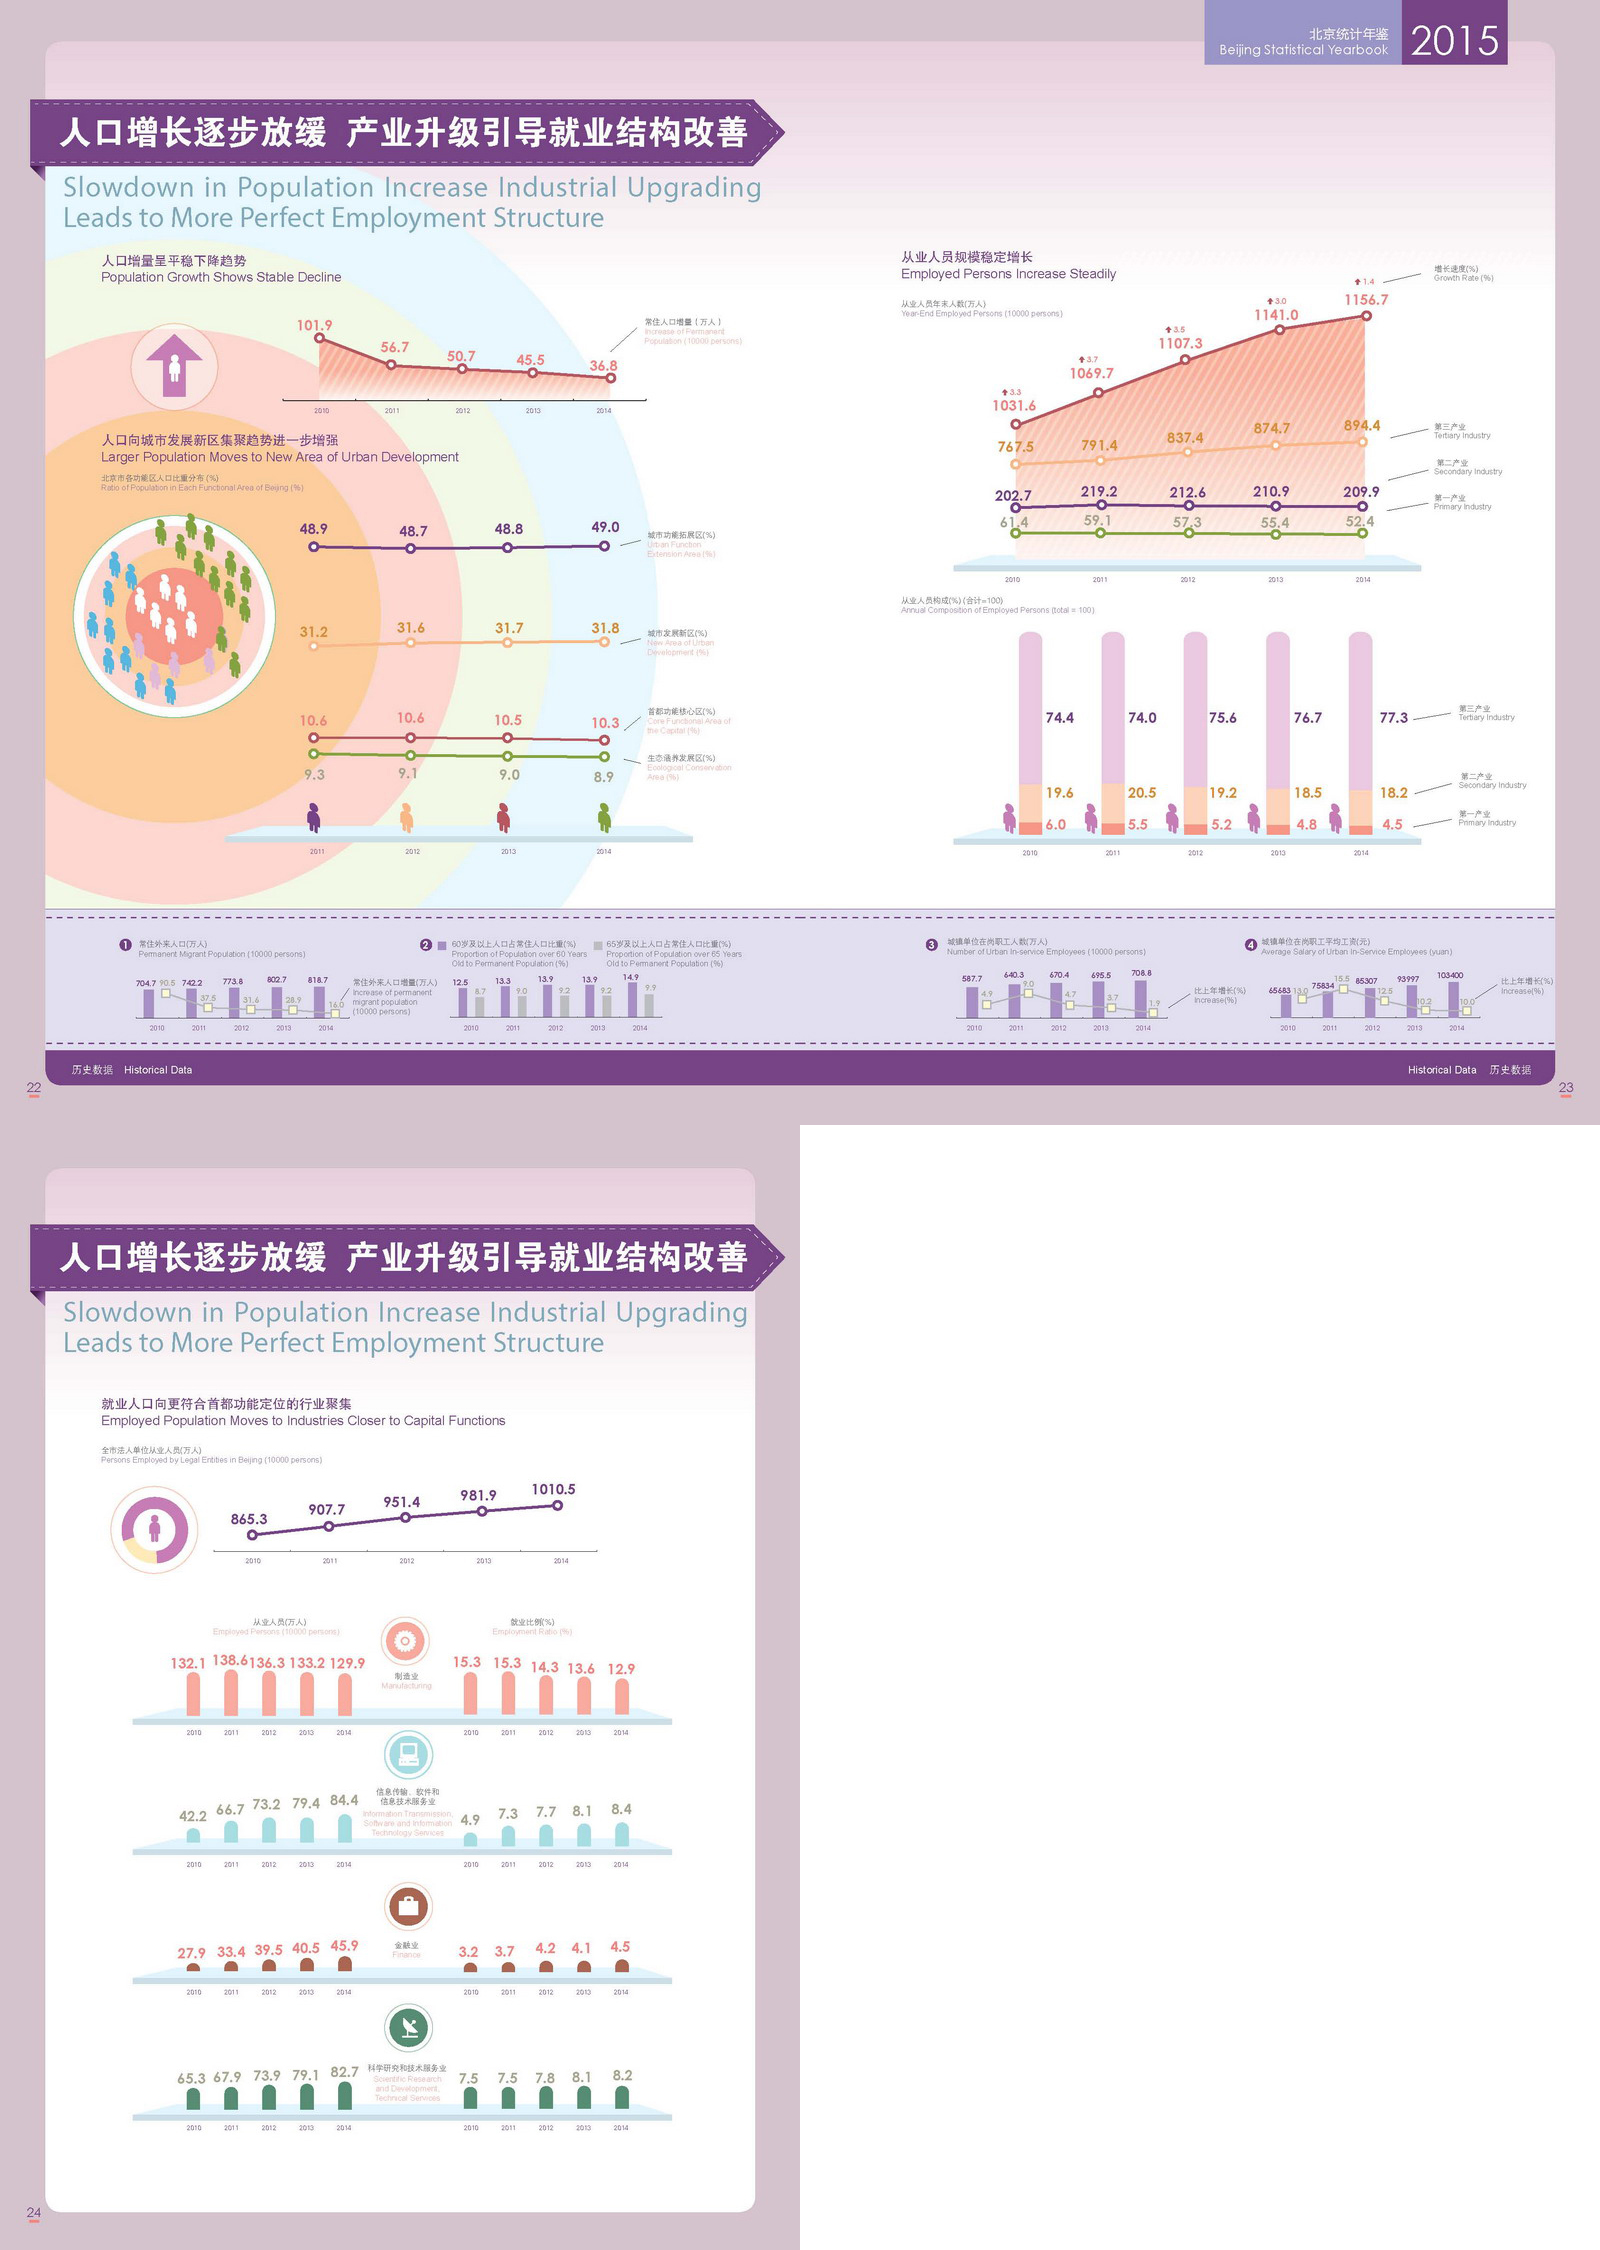 北京统计年鉴
Beijing Statistical Yearbook
2015
人口增长逐步放缓 产业升级引导就业结构改善
Slowdown in Population Increase Industrial Upgrading
Leads to More Perfect Employment Structure
人口增量呈平稳下降趋势
Population Growth Shows Stable Decline
常住人口增量（万人）
Increase of Permanent
Population (10000 persons)
101.9 56.7 50.7 45.5 36.8
2010 2011 2012 2013 2014
人口向城市发展新区集聚趋势进一步增强
Larger Population Moves to New Area of Urban Development
北京市各功能区人口比重分布(%)
Ratio of Population in Each Functional Area of Beijing (%)
48.9 48.7 48.8 49.0
城市功能拓展区(%)
Urban Function
Extension Area (%)
31.2 31.6 31.7 31.8
城市发展新区(%)
New Area of Urban
Development (%)
10.6 10.6 10.5 10.3
首都功能核心区(%)
Core Functional Area of
the Capital (%)
9.3 9.1 9.0 8.9
生态涵养发展区(%)
Ecological Conservation
Area (%)
2011 2012 2013 2014
从业人员规模稳定增长
Employed Persons Increase Steadily
从业人员年末人数(万人)
Year-End Employed Persons (10000 persons)
增长速度(%)
Growth Rate (%)
3.3 3.7 3.5 3.0 1.4
1031.6 1069.7 1107.3 1141.0 1156.7
767.5 791.4 837.4 874.7 894.4
第三产业
Tertiary Industry
202.7 219.2 212.6 210.9 209.9
第二产业
Secondary Industry
61.4 59.1 57.3 55.4 52.4
第一产业
Primary Industry
2010 2011 2012 2013 2014
从业人员构成(%) (合计=100)
Annual Composition of Employed Persons (total = 100)
74.4 74.0 75.6 76.7 77.3
第三产业
Tertiary Industry
19.6 20.5 19.2 18.5 18.2
第二产业
Secondary Industry
6.0 5.5 5.2 4.8 4.5
第一产业
Primary Industry
2010 2011 2012 2013 2014
1 常住外来人口(万人)
Permanent Migrant Population (10000 persons)
704.7 742.2 773.8 802.7 818.7
90.5 37.5 31.6 28.9 16.0
常住外来人口增量(万人)
Increase of permanent
migrant population
(10000 persons)
2010 2011 2012 2013 2014
2 60岁及以上人口占常住人口比重(%)
Proportion of Population over 60 Years
Old to Permanent Population (%)
65岁及以上人口占常住人口比重(%)
Proportion of Population over 65 Years
Old to Permanent Population (%)
12.5 13.3 13.9 13.9 14.9
8.7 9.0 9.2 9.2 9.9
2010 2011 2012 2013 2014
3 城镇单位在岗职工人数(万人)
Number of Urban In-service Employees (10000 persons)
587.7 640.3 670.4 695.5 708.8
4.9 9.0 4.7 3.7 1.9
比上年增长(%)
Increase(%)
2010 2011 2012 2013 2014
4 城镇单位在岗职工平均工资(元)
Average Salary of Urban In-Service Employees (yuan)
65683 75834 85307 93997 103400
13.0 15.5 12.5 10.2 10.0
比上年增长(%)
Increase(%)
2010 2011 2012 2013 2014
历史数据 Historical Data
Historical Data 历史数据
22
23
人口增长逐步放缓 产业升级引导就业结构改善
Slowdown in Population Increase Industrial Upgrading
Leads to More Perfect Employment Structure
就业人口向更符合首都功能定位的行业聚集
Employed Population Moves to Industries Closer to Capital Functions
全市法人单位从业人员(万人)
Persons Employed by Legal Entities in Beijing (10000 persons)
865.3 907.7 951.4 981.9 1010.5
2010 2011 2012 2013 2014
从业人员(万人)
Employed Persons (10000 persons)
就业比例(%)
Employment Ratio (%)
132.1 138.6 136.3 133.2 129.9
制造业
Manufacturing
15.3 15.3 14.3 13.6 12.9
2010 2011 2012 2013 2014
2010 2011 2012 2013 2014
42.2 66.7 73.2 79.4 84.4
信息传输、软件和
信息技术服务业
Information Transmission,
Software and Information
Technology Services
4.9 7.3 7.7 8.1 8.4
2010 2011 2012 2013 2014
2010 2011 2012 2013 2014
27.9 33.4 39.5 40.5 45.9
金融业
Finance
3.2 3.7 4.2 4.1 4.5
2010 2011 2012 2013 2014
2010 2011 2012 2013 2014
65.3 67.9 73.9 79.1 82.7
科学研究和技术服务业
Scientific Research
and Development,
Technical Services
7.5 7.5 7.8 8.1 8.2
2010 2011 2012 2013 2014
2010 2011 2012 2013 2014
24